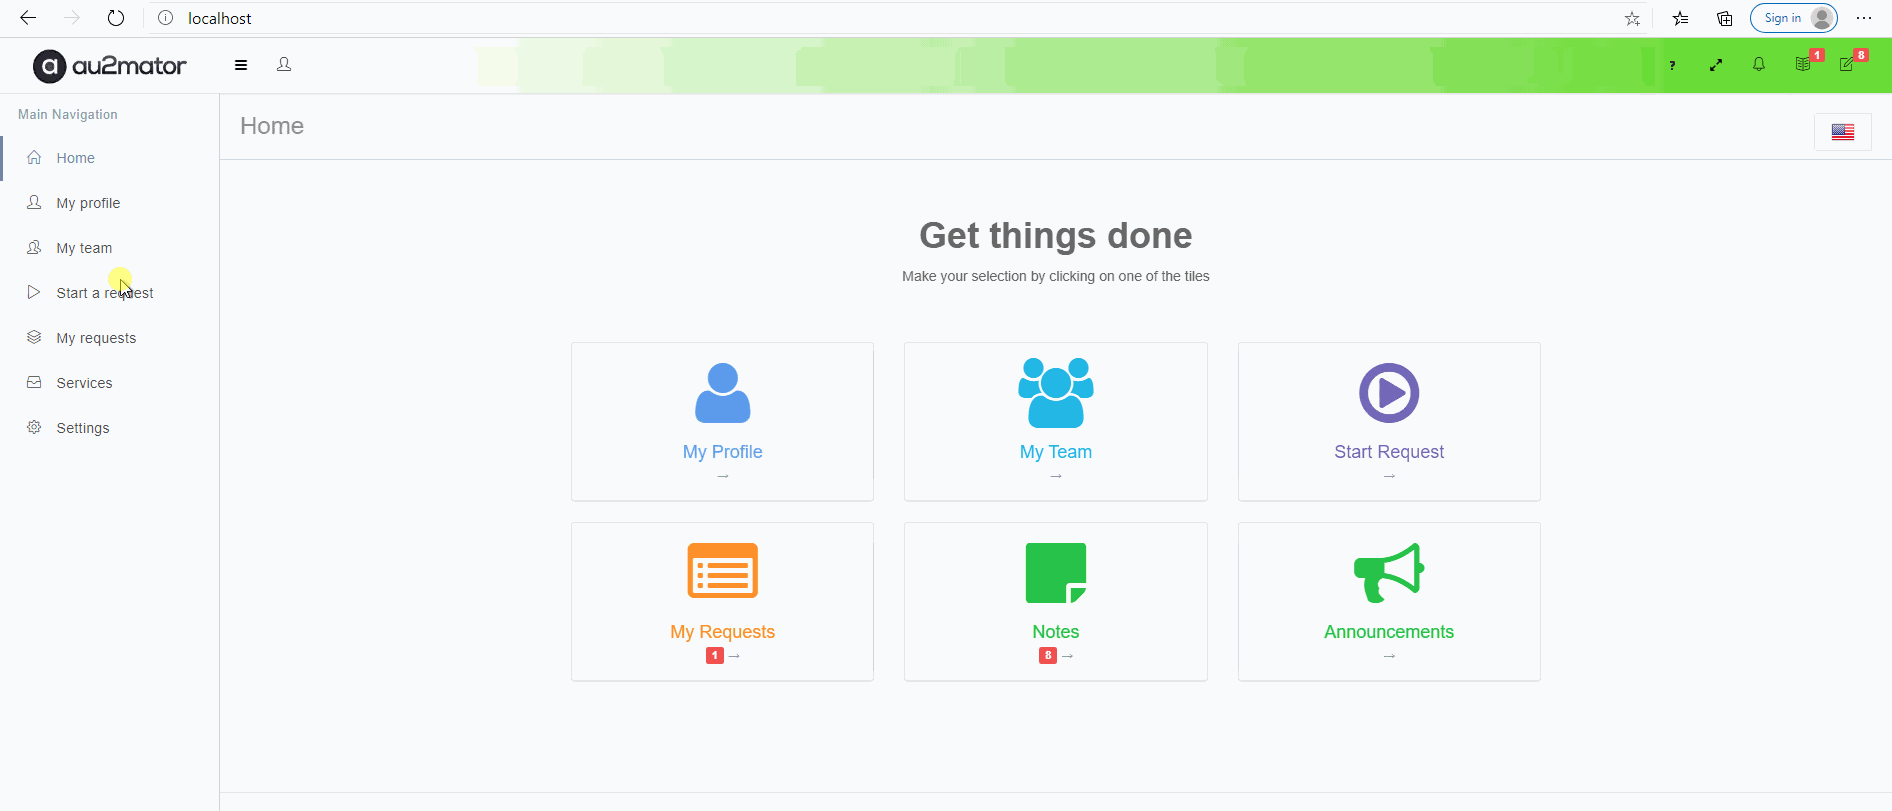 localhost
Sign in
au2mator
?
1
8
Main Navigation
Home
My profile
My team
Start a request
My requests
Services
Settings
Home
Get things done
Make your selection by clicking on one of the tiles
My Profile
→
My Team
→
Start Request
→
My Requests
1 →
Notes
8 →
Announcements
→